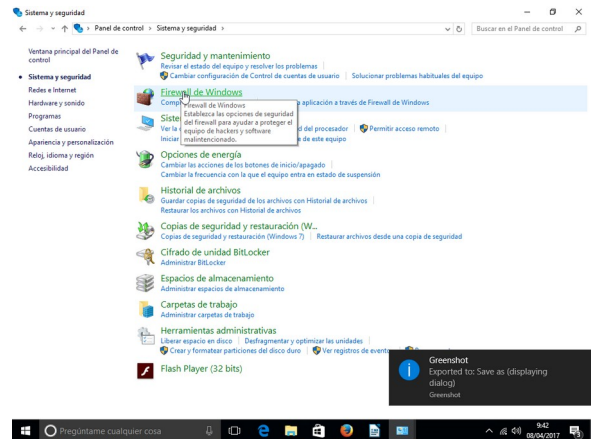 Sistema y seguridad
Panel de control > Sistema y seguridad >
Buscar en el Panel de control
Ventana principal del Panel de control
Sistema y seguridad
Redes e Internet
Hardware y sonido
Programas
Cuentas de usuario
Apariencia y personalización
Reloj, idioma y región
Accesibilidad
Seguridad y mantenimiento
Revisar el estado del equipo y resolver los problemas
Cambiar configuración de Control de cuentas de usuario
Solucionar problemas habituales del equipo
Firewall de Windows
Comp
a aplicación a través de Firewall de Windows
Firewall de Windows
Establezca las opciones de seguridad
del firewall para ayudar a proteger el
equipo de hackers y software
malintencionado.
Siste
Ver la
d del procesador
Permitir acceso remoto
Iniciar
e de este equipo
Opciones de energía
Cambiar las acciones de los botones de inicio/apagado
Cambiar la frecuencia con la que el equipo entra en estado de suspensión
Historial de archivos
Guardar copias de seguridad de los archivos con Historial de archivos
Restaurar los archivos con Historial de archivos
Copias de seguridad y restauración (W...
Copias de seguridad y restauración (Windows 7)
Restaurar archivos desde una copia de seguridad
Cifrado de unidad BitLocker
Administrar BitLocker
Espacios de almacenamiento
Administrar espacios de almacenamiento
Carpetas de trabajo
Administrar carpetas de trabajo
Herramientas administrativas
Liberar espacio en disco
Desfragmentar y optimizar las unidades
Crear y formatear particiones del disco duro
Ver registros de evento
Flash Player (32 bits)
Greenshot
Exported to: Save as (displaying
dialog)
Greenshot
Pregúntame cualquier cosa
9:42
08/04/2017